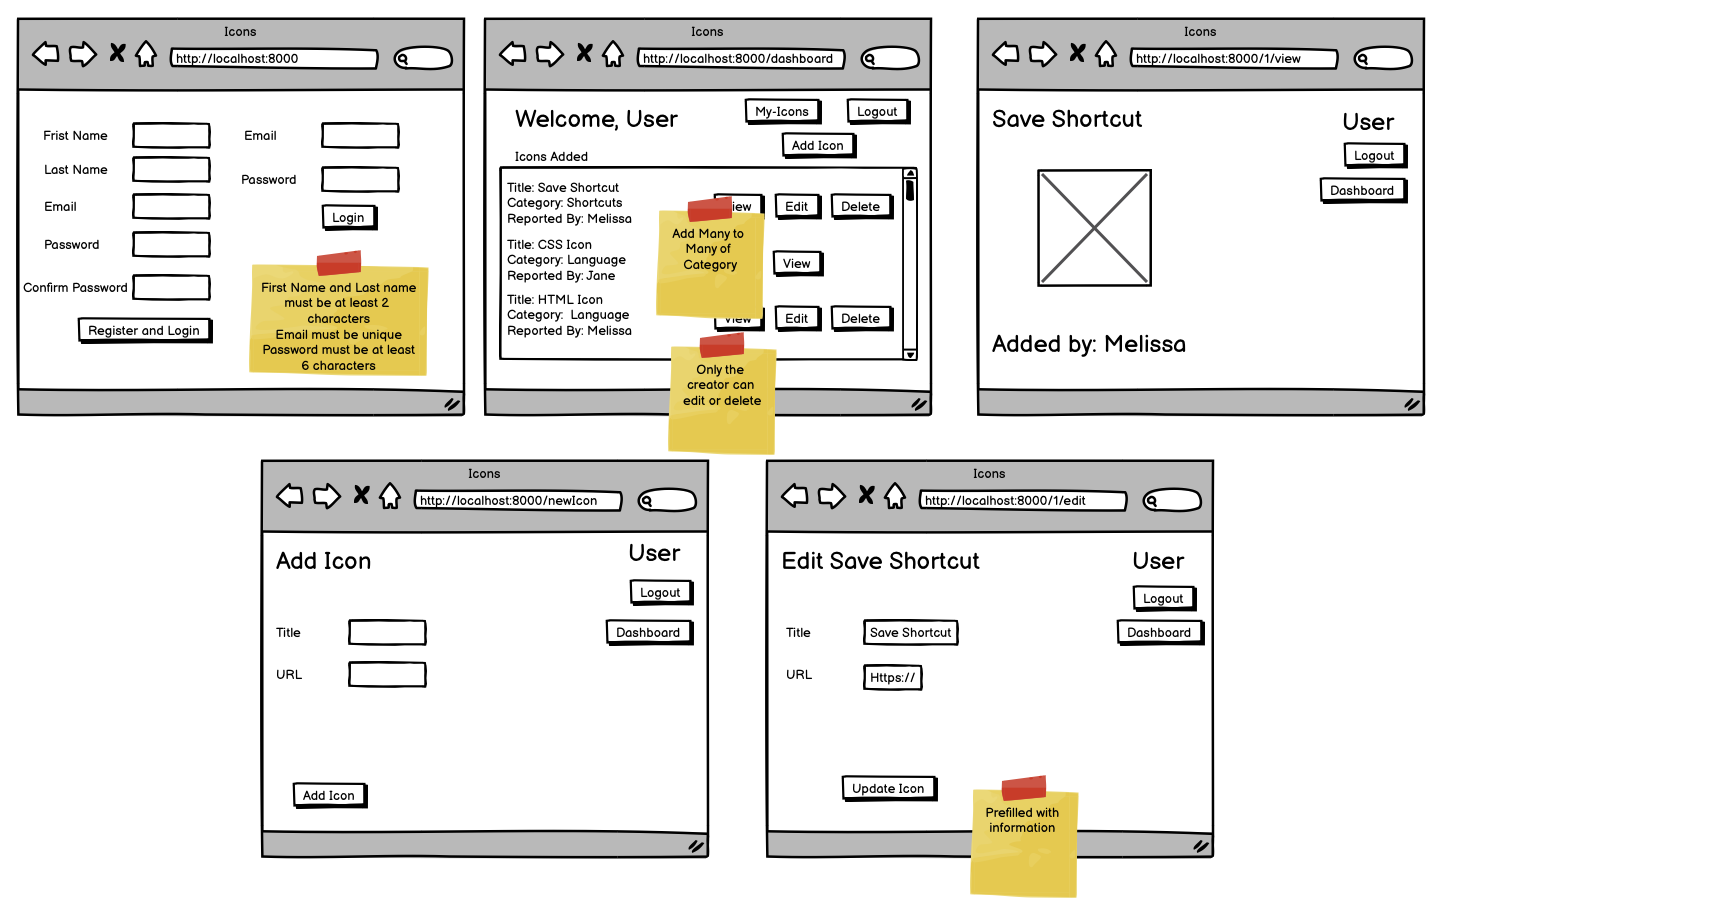 Icons
http://localhost:8000
Frist Name
Last Name
Email
Password
Confirm Password
Register and Login
Email
Password
Login
First Name and Last name
must be at least 2
characters
Email must be unique
Password must be at least
6 characters
Icons
http://localhost:8000/dashboard
Welcome, User
My-Icons
Logout
Add Icon
Icons Added
Title: Save Shortcut
Category: Shortcuts
Reported By: Melissa
View
Edit
Delete
Title: CSS Icon
Category: Language
Reported By: Jane
View
Title: HTML Icon
Category: Language
Reported By: Melissa
View
Edit
Delete
Add Many to
Many of
Category
Only the
creator can
edit or delete
Icons
http://localhost:8000/1/view
Save Shortcut
User
Logout
Dashboard
Added by: Melissa
Icons
http://localhost:8000/newIcon
Add Icon
User
Logout
Title
Dashboard
URL
Add Icon
Icons
http://localhost:8000/1/edit
Edit Save Shortcut
User
Logout
Title
Save Shortcut
Dashboard
URL
Https://
Update Icon
Prefilled with
information